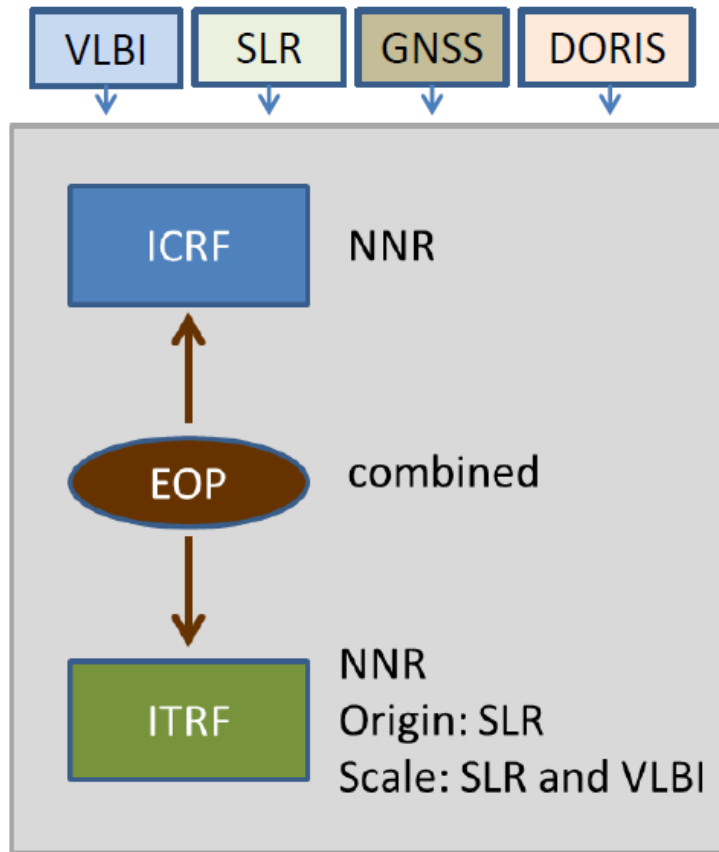 VLBI
SLR
GNSS
DORIS
ICRF
NNR
EOP
combined
ITRF
NNR
Origin: SLR
Scale: SLR and VLBI